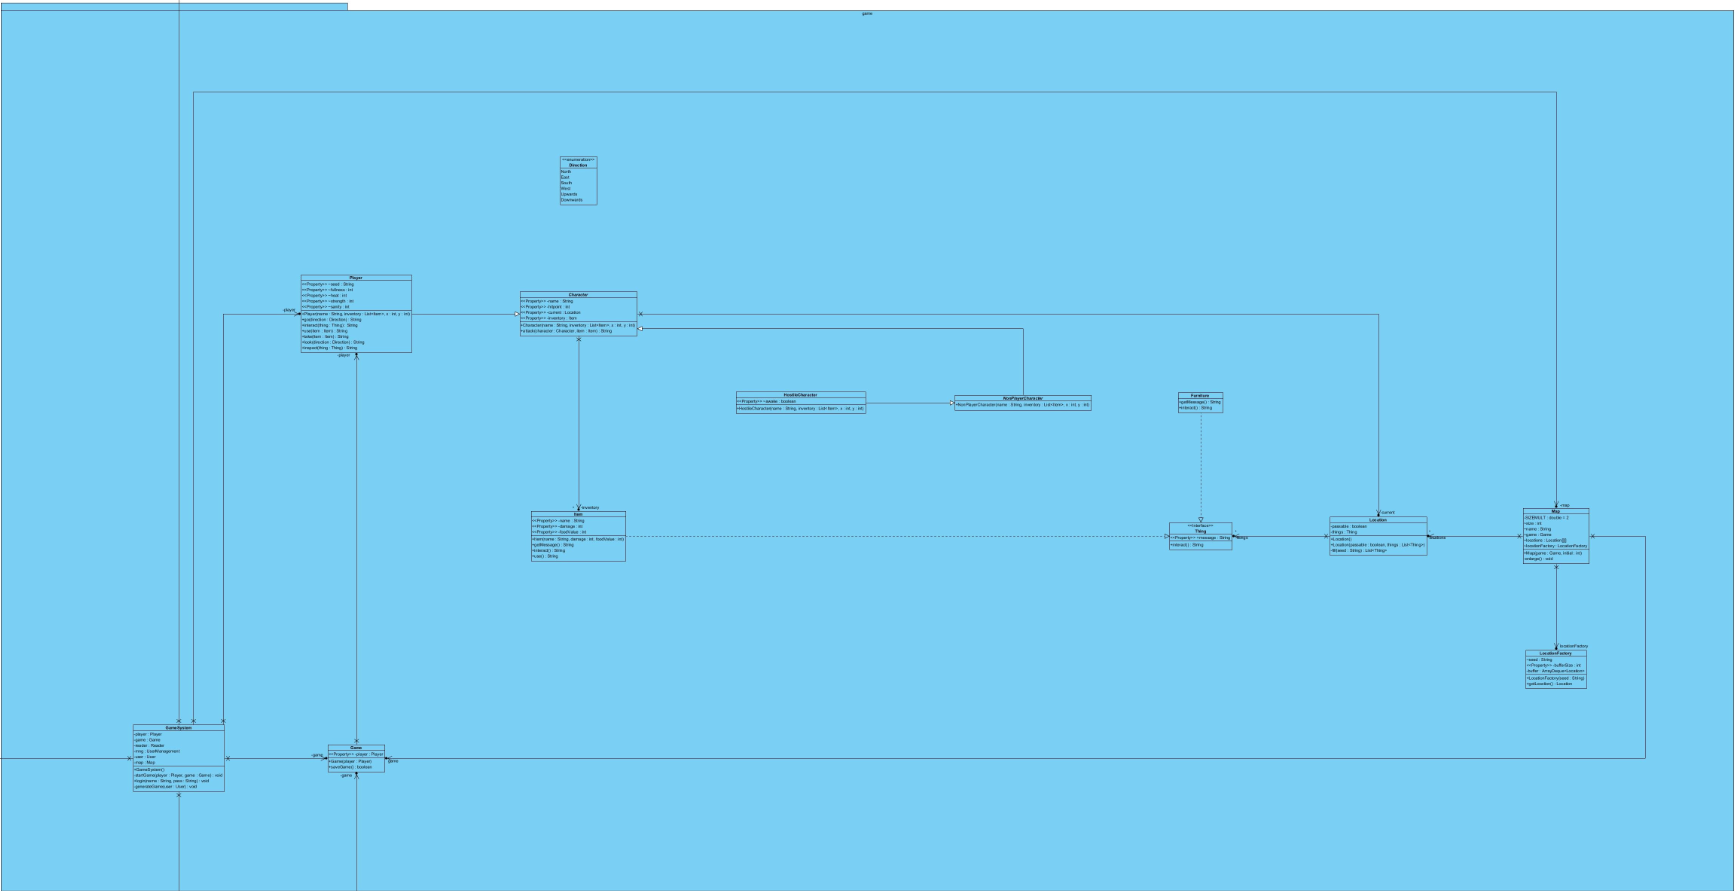 game
<<enumeration>>
Direction
North
East
South
West
Upwards
Downwards
Player
<<Property>> -seed : String
<<Property>> -fullness : int
<<Property>> -heat : int
<<Property>> -strength : int
<<Property>> -sanity : int
+Player(name : String, inventory : List<Item>, x : int, y : int)
+go(direction : Direction) : String
+interact(thing : Thing) : String
+use(item : Item) : String
+take(item : Item) : String
+look(direction : Direction) : String
+inspect(thing : Thing) : String
-player
-player
Character
<<Property>> -name : String
<<Property>> -current : Location
<<Property>> -inventory : Item
+Character(name : String, inventory : List<Item>, x : int, y : int)
+attack(character : Character, item : Item) : String
HostileCharacter
<<Property>> : boolean
+HostileCharacter(name : String, inventory : List<Item>, x : int, y : int)
NonPlayerCharacter
+NonPlayerCharacter(name : String, inventory : List<Item>, x : int, y : int)
Furniture
+getMessage() : String
+interact() : String
-inventory
Item
<<Property>> -name : String
<<Property>> -damage : int
<<Property>> -foodValue : int
+Item(name : String, damage : int, foodValue : int)
+getMessage() : String
+interact() : String
+use() : String
<<Interface>>
Thing
<<Property>> -message : String
+interact() : String
-things
-current
Location
-passable : boolean
-things : Thing
+Location()
+Location(passable : boolean, things : List<Thing>)
+fill(seed : String) : List<Thing>
-locations
-map
Map
-SIZEMULT : double = 2
-size : int
-name : String
-game : Game
-locations : Location
-locationFactory : LocationFactory
+Map(game : Game, initial : int)
+enlarge() : void
-locationFactory
LocationFactory
-seed : String
<<Property>> -bufferSize : int
-buffer : ArrayDeque<Location>
+LocationFactory(seed : String)
+getLocation() : Location
GameSystem
-player : Player
-game : Game
-reader : Reader
-mng : UserManagement
-user : User
-map : Map
+GameSystem()
-startGame(player : Player, game : Game) : void
+login(name : String, pass : String) : void
-generateGame(user : User) : void
-game
Game
<<Property>> -player : Player
+Game(player : Player)
+saveGame() : boolean
-game
-game